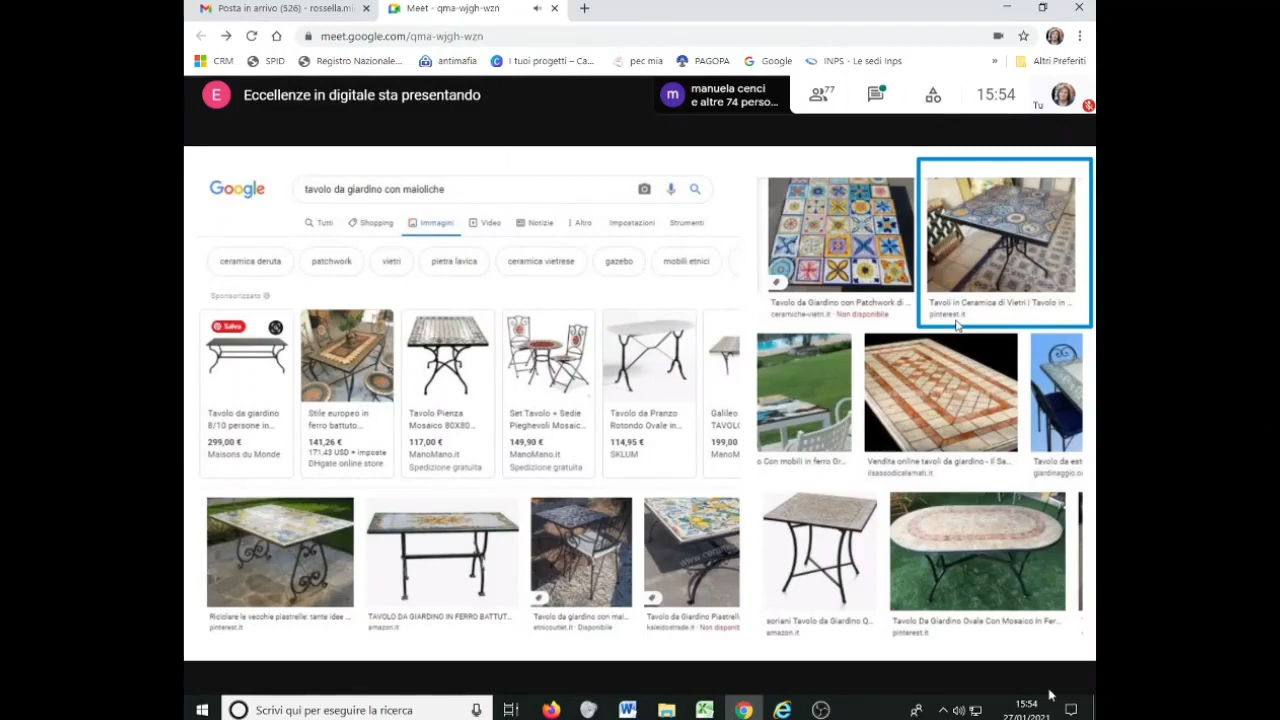 Posta in arrivo (526) - rossella.mi
Meet - qma-wjgh-wzn
meet.google.com/qma-wjgh-wzn
CRM
SPID
Registro Nazionale...
antimafia
I tuoi progetti – Ca...
pec mia
PAGOPA
Google
INPS - Le sedi Inps
»
Altri Preferiti
E
Eccellenze in digitale sta presentando
m
manuela cenci
e altre 74 perso...
77
15:54
Tu
Google
tavolo da giardino con maioliche
Tutti
Shopping
Immagini
Video
Notizie
Altro
Impostazioni
Strumenti
ceramica deruta
patchwork
vietri
pietra lavica
ceramica vietrese
gazebo
mobili etnici
Sponsorizzato
Salva
Tavolo da giardino
8/10 persone in...
299,00 €
Maisons du Monde
Stile europeo in
ferro battuto...
141,26 €
171,43 USD + imposte
DHgate online store
Tavolo Pienza
Mosaico 80X80...
117,00 €
ManoMano.it
Spedizione gratuita
Set Tavolo + Sedie
Pieghevoli Mosaic...
149,90 €
ManoMano.it
Spedizione gratuita
Tavolo da Pranzo
Rotondo Ovale in...
114,95 €
SKLUM
Galileo
TAVOLO
199,00
ManoM
Tavolo da Giardino con Patchwork di ...
ceramiche-vietri.it · Non disponibile
Tavoli in Ceramica di Vietri | Tavolo in ...
pinterest.it
o Con mobili in ferro Gr...
Vendita online tavoli da giardino - Il Sa...
ilsassodicalamati.it
Tavolo da est
giardinaggio.o
Riciclare le vecchie piastrelle: tante idee ...
pinterest.it
TAVOLO DA GIARDINO IN FERRO BATTUT...
amazon.it
Tavolo da giardino con mai...
etnicoutlet.it · Disponibile
www.ceram
Tavolo da Giardino Piastrell
kaleidostrade.it · Non disponib
soriani Tavolo da Giardino Q...
amazon.it
Tavolo Da Giardino Ovale Con Mosaico In Fer...
pinterest.it
Scrivi qui per eseguire la ricerca
15:54
27/01/2021